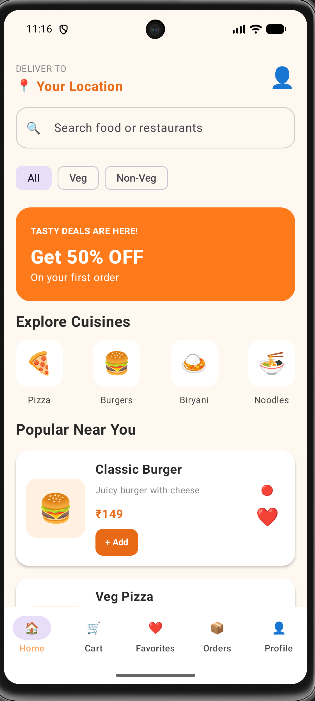 11:16
DELIVER TO
Your Location
Search food or restaurants
All Veg Non-Veg
TASTY DEALS ARE HERE!
Get 50% OFF
On your first order
Explore Cuisines
Pizza Burgers Biryani Noodles
Popular Near You
Classic Burger
Juicy burger with cheese
₹149
+ Add
Veg Pizza
Home Cart Favorites Orders Profile